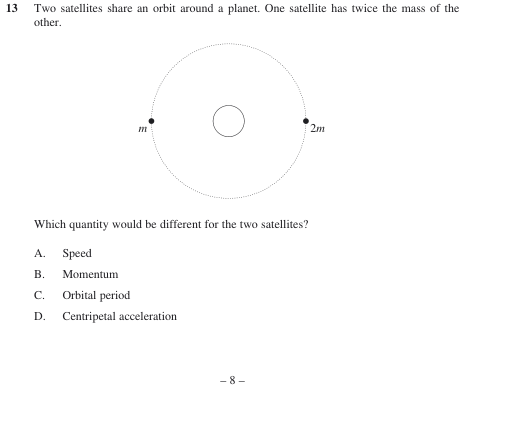 13 Two satellites share an orbit around a planet. One satellite has twice the mass of the
other.
m
2m
Which quantity would be different for the two satellites?
A. Speed
B. Momentum
C. Orbital period
D. Centripetal acceleration
– 8 –